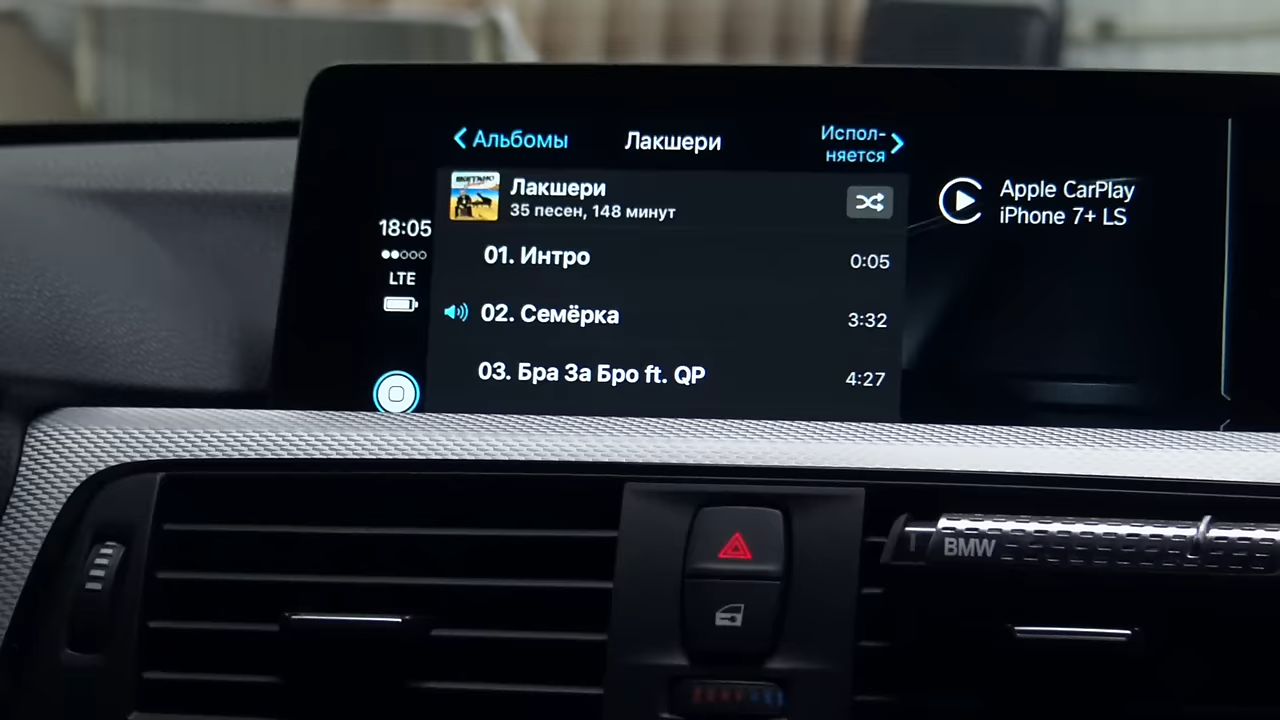 Альбомы
Лакшери
Испол-
няется
Лакшери
35 песен, 148 минут
Apple CarPlay
iPhone 7+ LS
18:05
LTE
01. Интро
0:05
02. Семёрка
3:32
03. Бра За Бро ft. QP
4:27
BMW